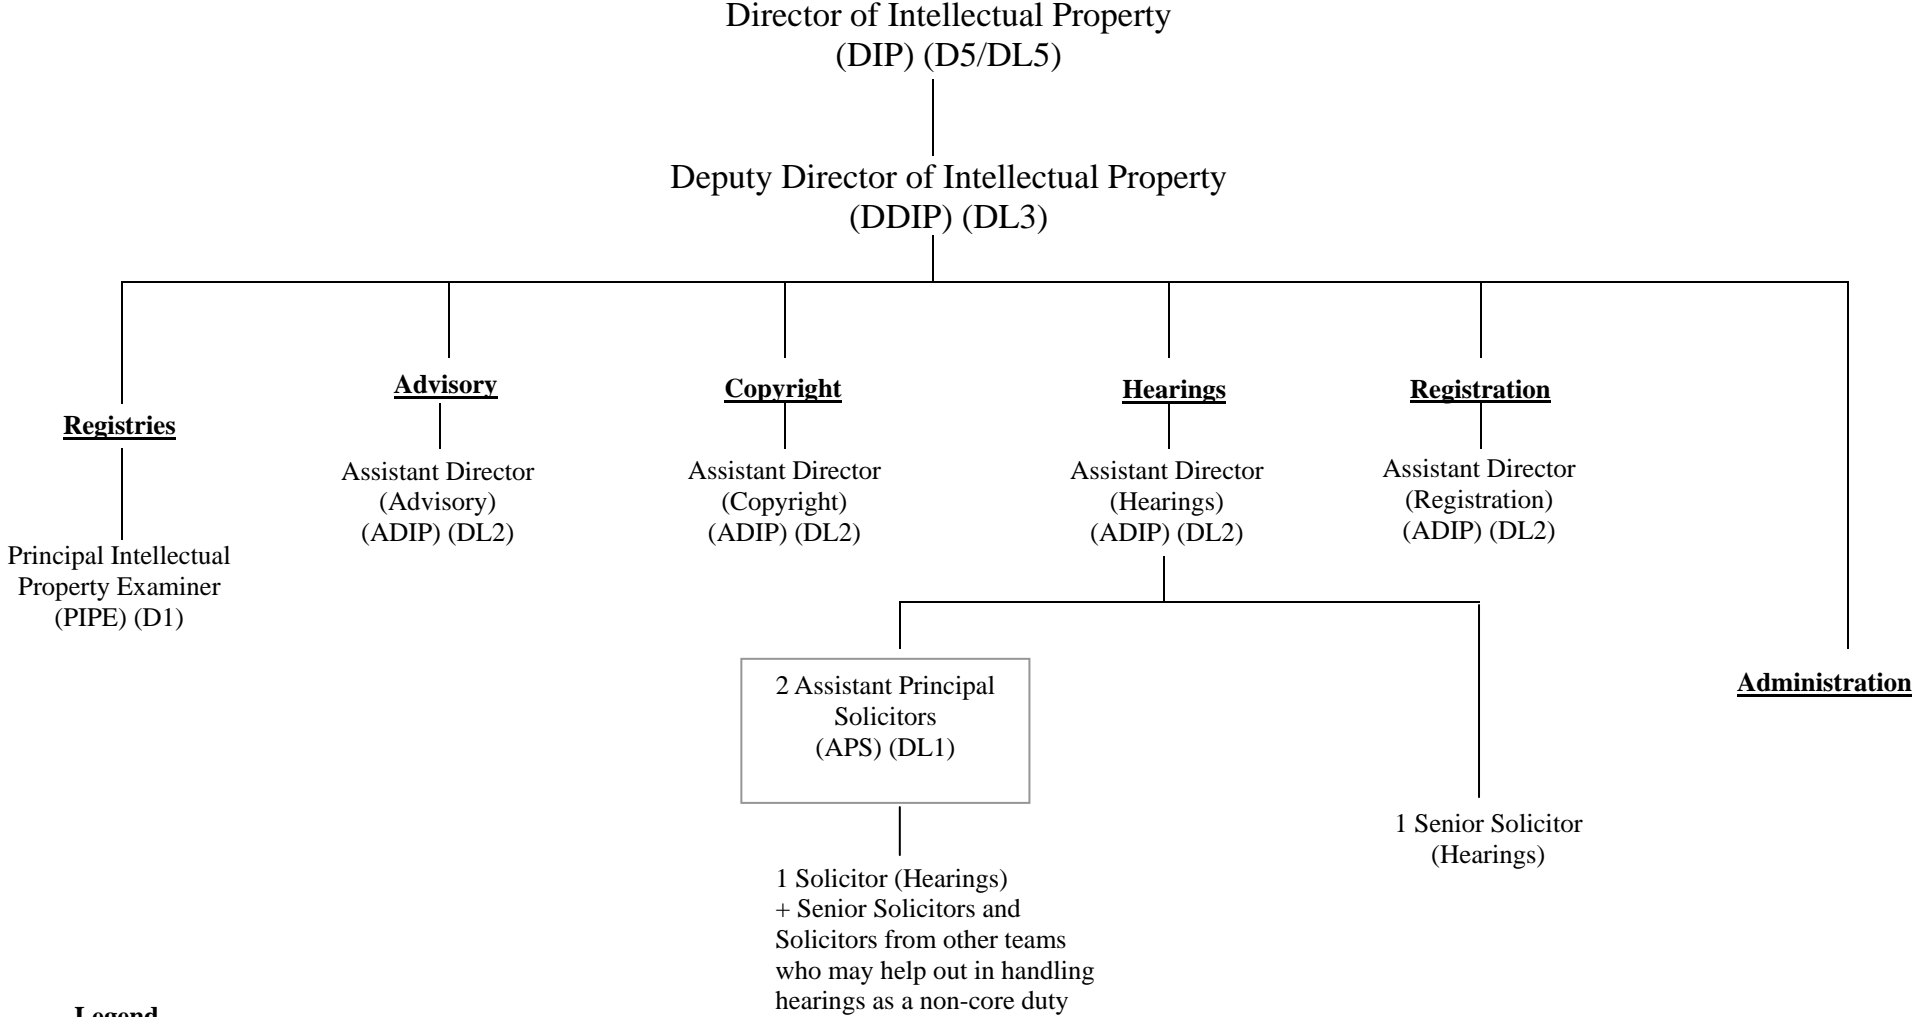 Director of Intellectual Property
(DIP) (D5/DL5)
Deputy Director of Intellectual Property
(DDIP) (DL3)
Registries
Principal Intellectual
Property Examiner
(PIPE) (D1)
Advisory
Assistant Director
(Advisory)
(ADIP) (DL2)
Copyright
Assistant Director
(Copyright)
(ADIP) (DL2)
Hearings
Assistant Director
(Hearings)
(ADIP) (DL2)
2 Assistant Principal
Solicitors
(APS) (DL1)
1 Solicitor (Hearings)
+ Senior Solicitors and
Solicitors from other teams
who may help out in handling
hearings as a non-core duty
1 Senior Solicitor
(Hearings)
Registration
Assistant Director
(Registration)
(ADIP) (DL2)
Administration
Legend